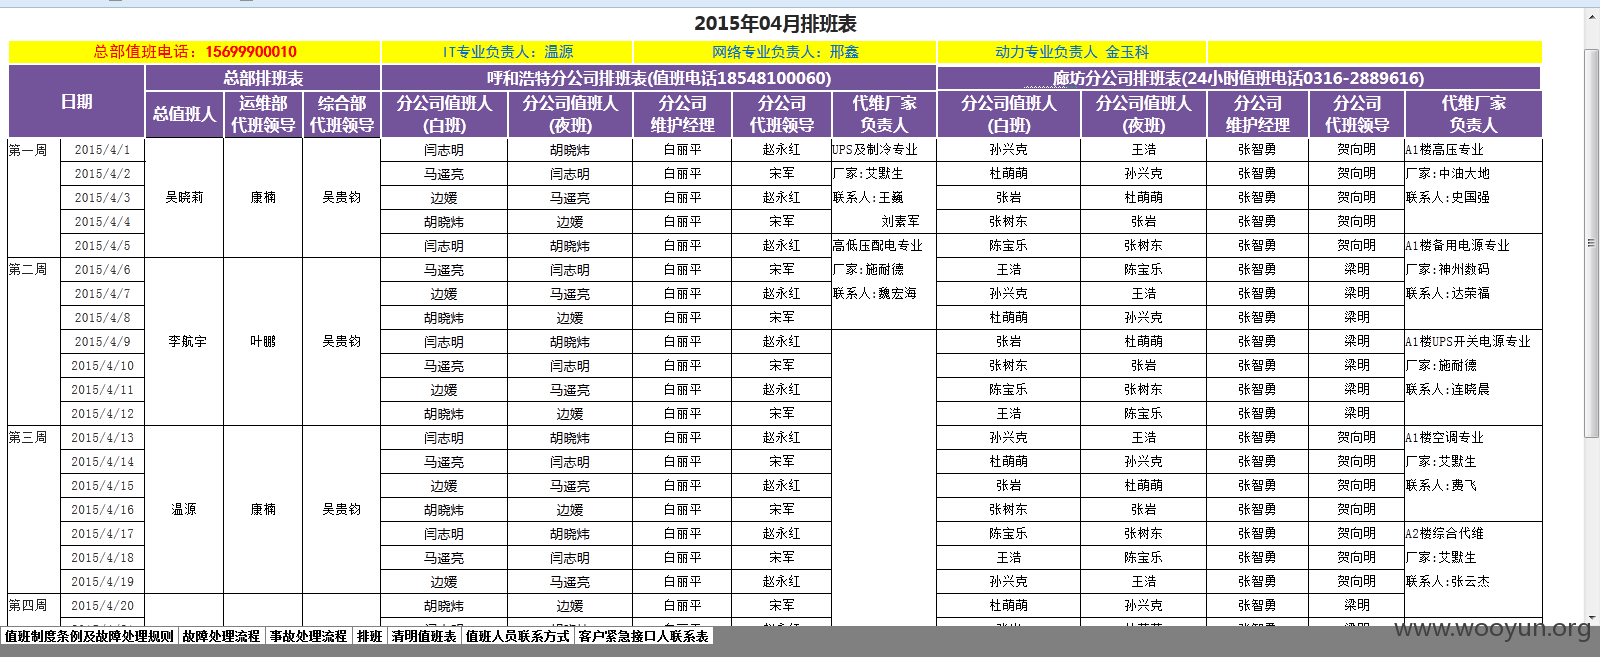 2015年04月排班表
总部值班电话：15699900010 IT专业负责人：温源 网络专业负责人：邢鑫 动力专业负责人 金玉科
日期 总部排班表 呼和浩特分公司排班表(值班电话18548100060) 廊坊分公司排班表(24小时值班电话0316-2889616)
总值班人 运维部代班领导 综合部代班领导 分公司值班人(白班) 分公司值班人(夜班) 分公司维护经理 分公司代班领导 代维厂家负责人 分公司值班人(白班) 分公司值班人(夜班) 分公司维护经理 分公司代班领导 代维厂家负责人
第一周 2015/4/1 闫志明 胡晓炜 白丽平 赵永红 UPS及制冷专业 孙兴克 王浩 张智勇 贺向明 A1楼高压专业
2015/4/2 马遥亮 闫志明 白丽平 宋军 厂家:艾默生 杜萌萌 孙兴克 张智勇 贺向明 厂家:中油大地
2015/4/3 吴晓莉 康楠 吴贵钧 边媛 马遥亮 白丽平 赵永红 联系人:王巍 张岩 杜萌萌 张智勇 贺向明 联系人:史国强
2015/4/4 胡晓炜 边媛 白丽平 宋军 刘素军 张树东 张岩 张智勇 贺向明
2015/4/5 闫志明 胡晓炜 白丽平 赵永红 高低压配电专业 陈宝乐 张树东 张智勇 贺向明 A1楼备用电源专业
第二周 2015/4/6 马遥亮 闫志明 白丽平 宋军 厂家:施耐德 王浩 陈宝乐 张智勇 梁明 厂家:神州数码
2015/4/7 边媛 马遥亮 白丽平 赵永红 联系人:魏宏海 孙兴克 王浩 张智勇 梁明 联系人:达荣福
2015/4/8 胡晓炜 边媛 白丽平 宋军 杜萌萌 孙兴克 张智勇 梁明
2015/4/9 李航宇 叶鹏 吴贵钧 闫志明 胡晓炜 白丽平 赵永红 张岩 杜萌萌 张智勇 梁明 A1楼UPS开关电源专业
2015/4/10 马遥亮 闫志明 白丽平 宋军 张树东 张岩 张智勇 梁明 厂家:施耐德
2015/4/11 边媛 马遥亮 白丽平 赵永红 陈宝乐 张树东 张智勇 梁明 联系人:连晓晨
2015/4/12 胡晓炜 边媛 白丽平 宋军 王浩 陈宝乐 张智勇 梁明
第三周 2015/4/13 闫志明 胡晓炜 白丽平 赵永红 孙兴克 王浩 张智勇 贺向明 A1楼空调专业
2015/4/14 马遥亮 闫志明 白丽平 宋军 杜萌萌 孙兴克 张智勇 贺向明 厂家:艾默生
2015/4/15 边媛 马遥亮 白丽平 赵永红 张岩 杜萌萌 张智勇 贺向明 联系人:费飞
2015/4/16 温源 康楠 吴贵钧 胡晓炜 边媛 白丽平 宋军 张树东 张岩 张智勇 贺向明
2015/4/17 闫志明 胡晓炜 白丽平 赵永红 陈宝乐 张树东 张智勇 贺向明 A2楼综合代维
2015/4/18 马遥亮 闫志明 白丽平 宋军 王浩 陈宝乐 张智勇 贺向明 厂家:艾默生
2015/4/19 边媛 马遥亮 白丽平 赵永红 孙兴克 王浩 张智勇 贺向明 联系人:张云杰
第四周 2015/4/20 胡晓炜 边媛 白丽平 宋军 杜萌萌 孙兴克 张智勇 梁明
值班制度条例及故障处理规则 故障处理流程 事故处理流程 排班 清明值班表 值班人员联系方式 客户紧急接口人联系表
www.wooyun.org